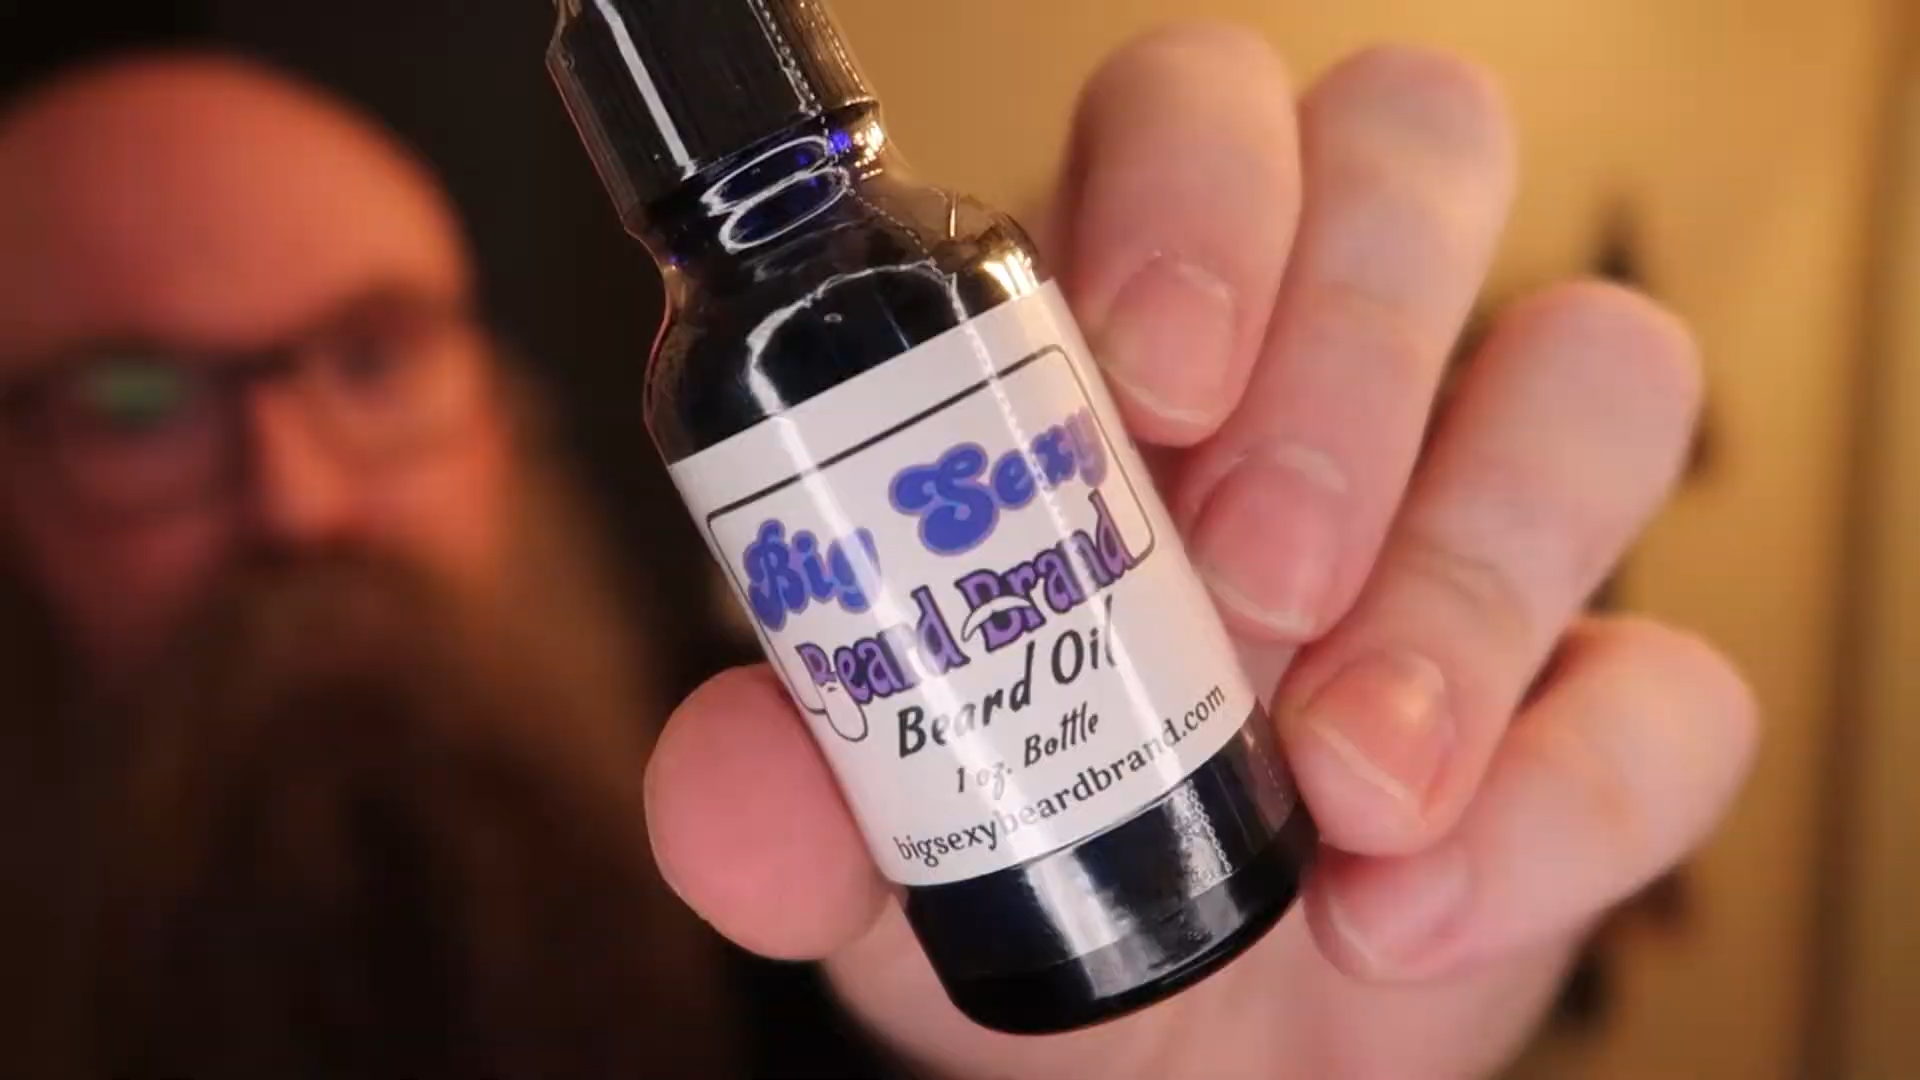 Big Sexy
Beard Brand
Beard Oil
1 oz. Bottle
bigsexybeardbrand.com